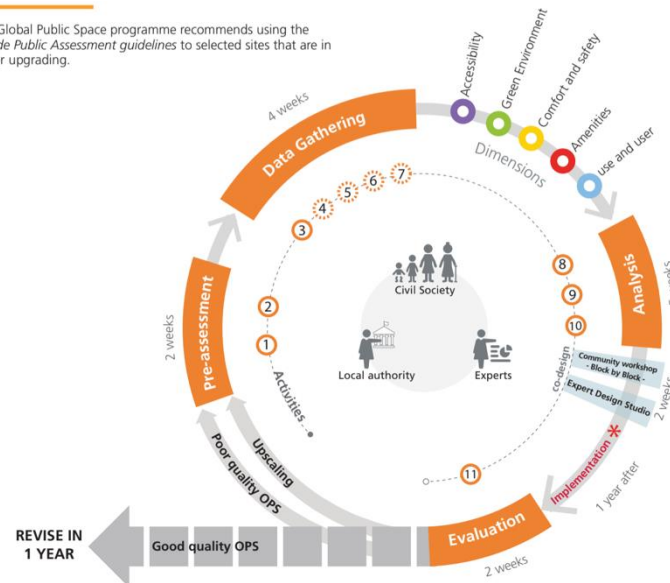 Global Public Space programme recommends using the
de Public Assessment guidelines to selected sites that are in
r upgrading.
4 weeks
Data Gathering
Accessibility
Green Environment
Comfort and safety
Amenities
use and user
Dimensions
7
6
5
4
3
2
1
Activities
2 weeks
Pre-assessment
Civil Society
Local authority
Experts
8
9
10
co-design
Analysis
weeks
Community workshop
- Block by Block -
Expert Design Studio
2 weeks
Implementation *
1 year after
11
Evaluation
2 weeks
Upscaling
Poor quality OPS
Good quality OPS
REVISE IN
1 YEAR